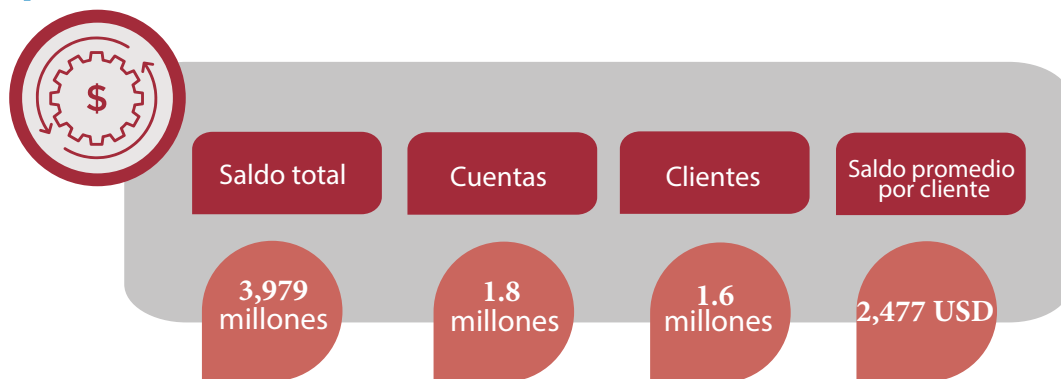 $
Saldo total
Cuentas
Clientes
Saldo promedio
por cliente
3,979
millones
1.8
millones
1.6
millones
2,477 USD